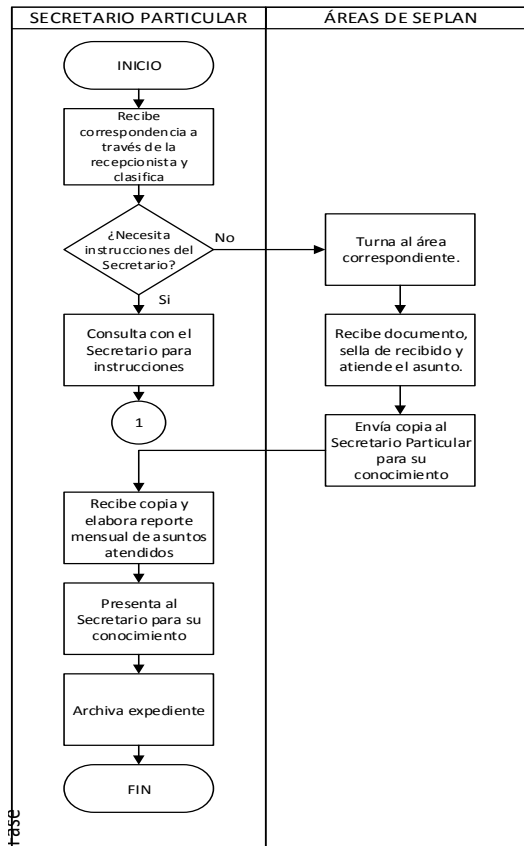 SECRETARIO PARTICULAR
ÁREAS DE SEPLAN
INICIO
Recibe
correspondencia a
través de la
recepcionista y
clasifica
¿Necesita
instrucciones del
Secretario?
No
Si
Turna al área
correspondiente.
Consulta con el
Secretario para
instrucciones
Recibe documento,
sella de recibido y
atiende el asunto.
1
Envía copia al
Secretario Particular
para su
conocimiento
Recibe copia y
elabora reporte
mensual de asuntos
atendidos
Presenta al
Secretario para su
conocimiento
Archiva expediente
FIN